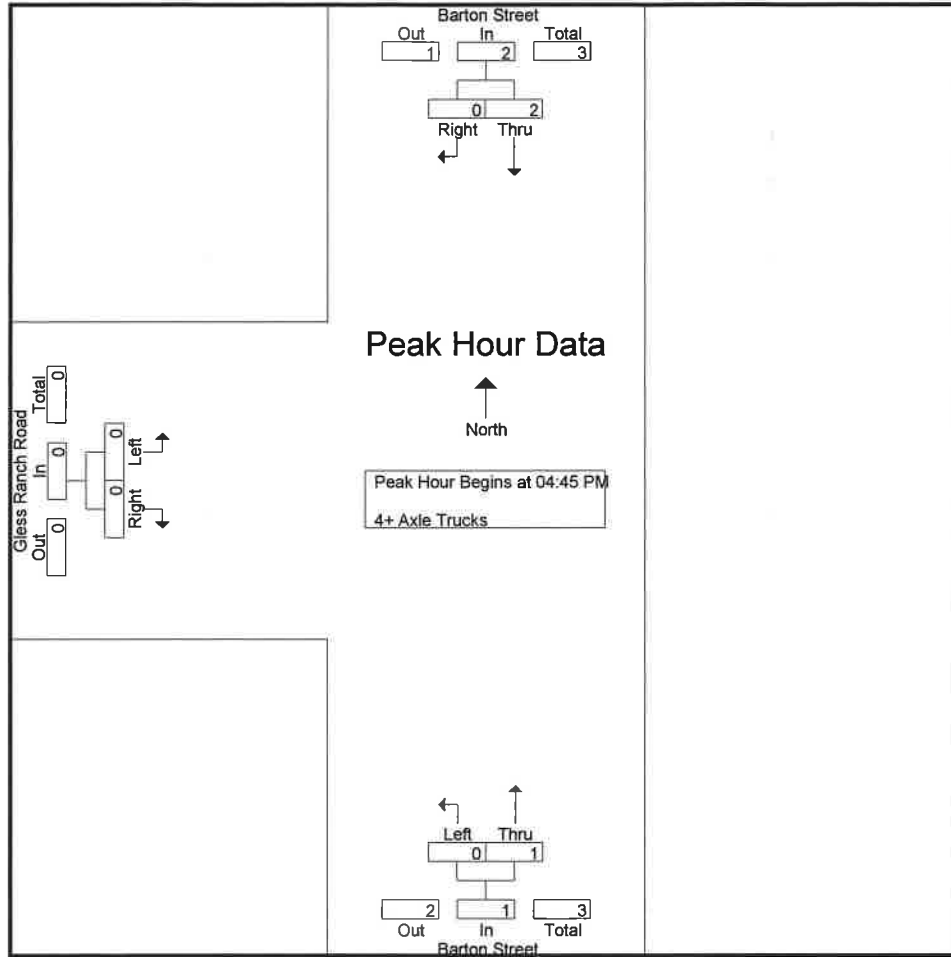 Barton Street
Out In Total
1 2 3
0 2
Right Thru
Peak Hour Data
North
Peak Hour Begins at 04:45 PM
4+ Axle Trucks
Gless Ranch Road
Out In Total
0 0 0
Right Left
0 0
Left Thru
0 1
2 1 3
Out In Total
Barton Street